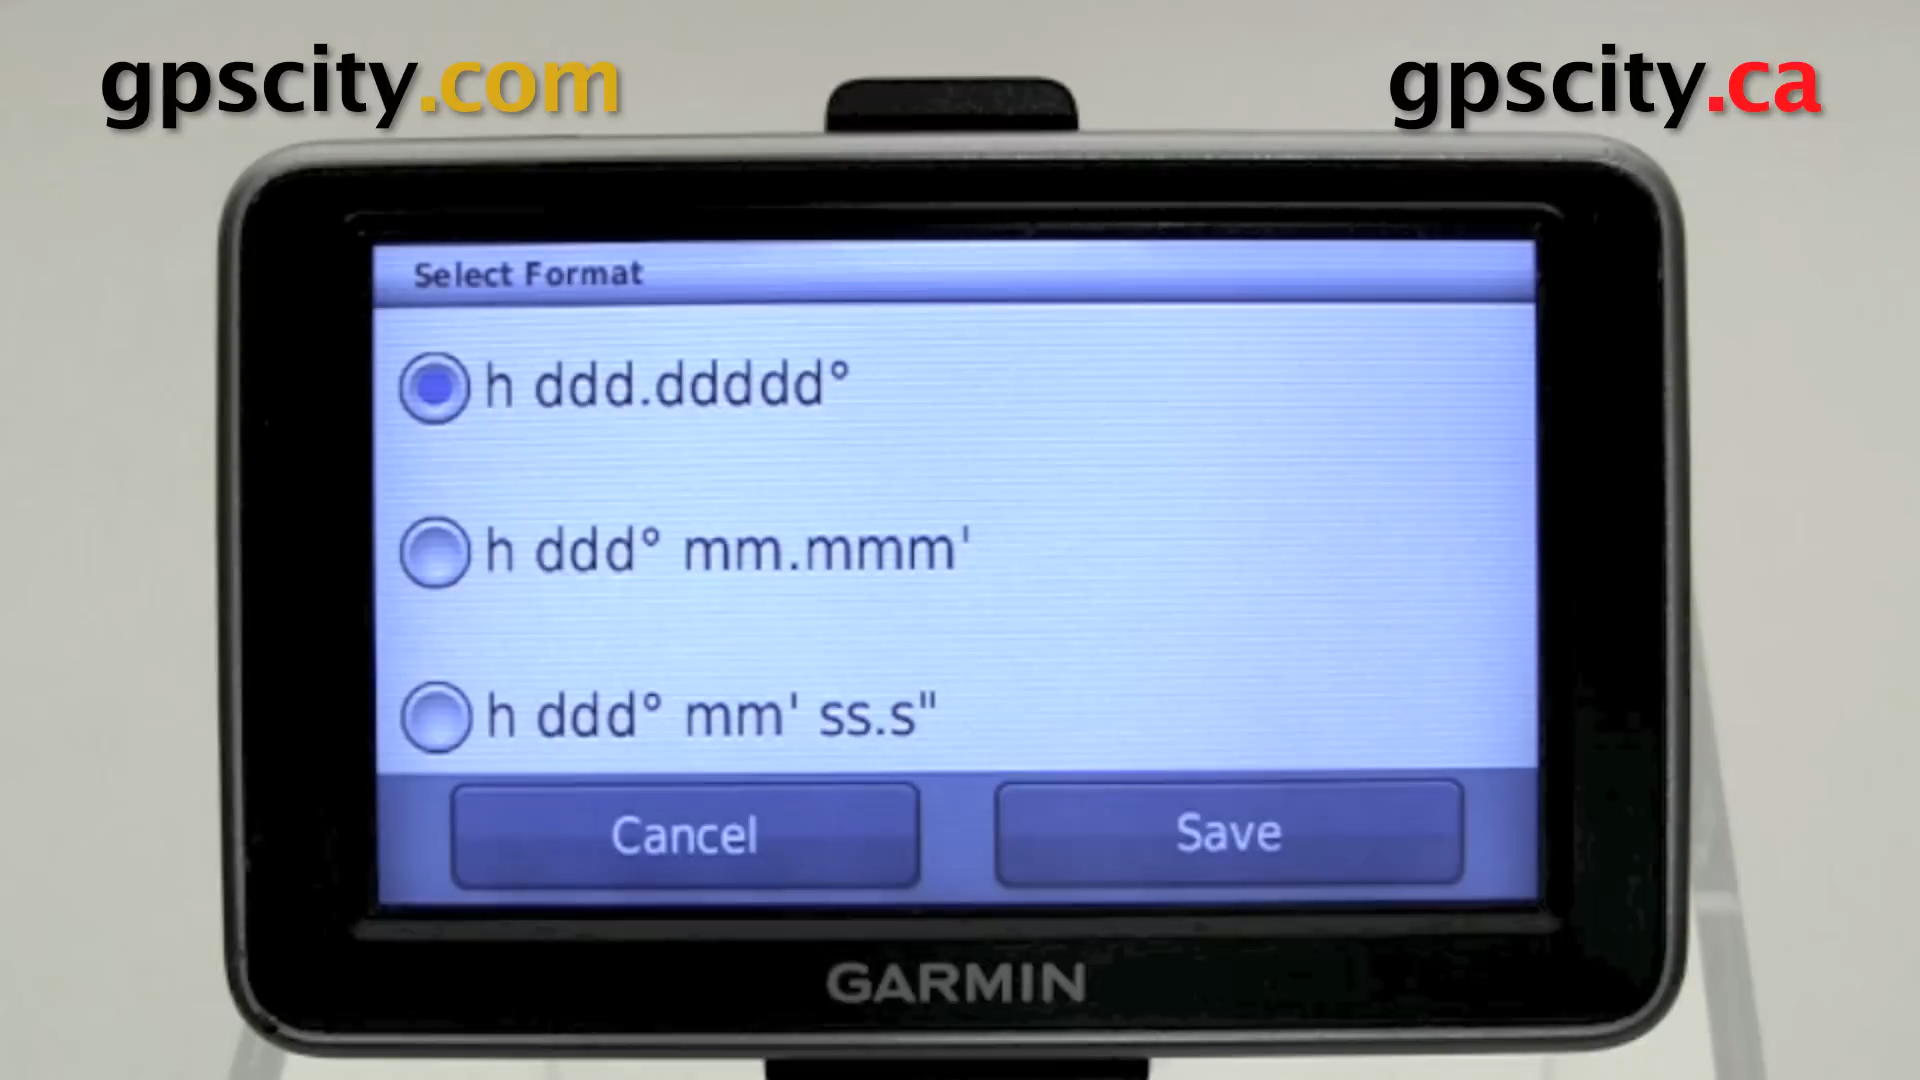 gpscity.com
gpscity.ca
Select Format
h ddd.ddddd°
h ddd° mm.mmm'
h ddd° mm' ss.s"
Cancel
Save
GARMIN